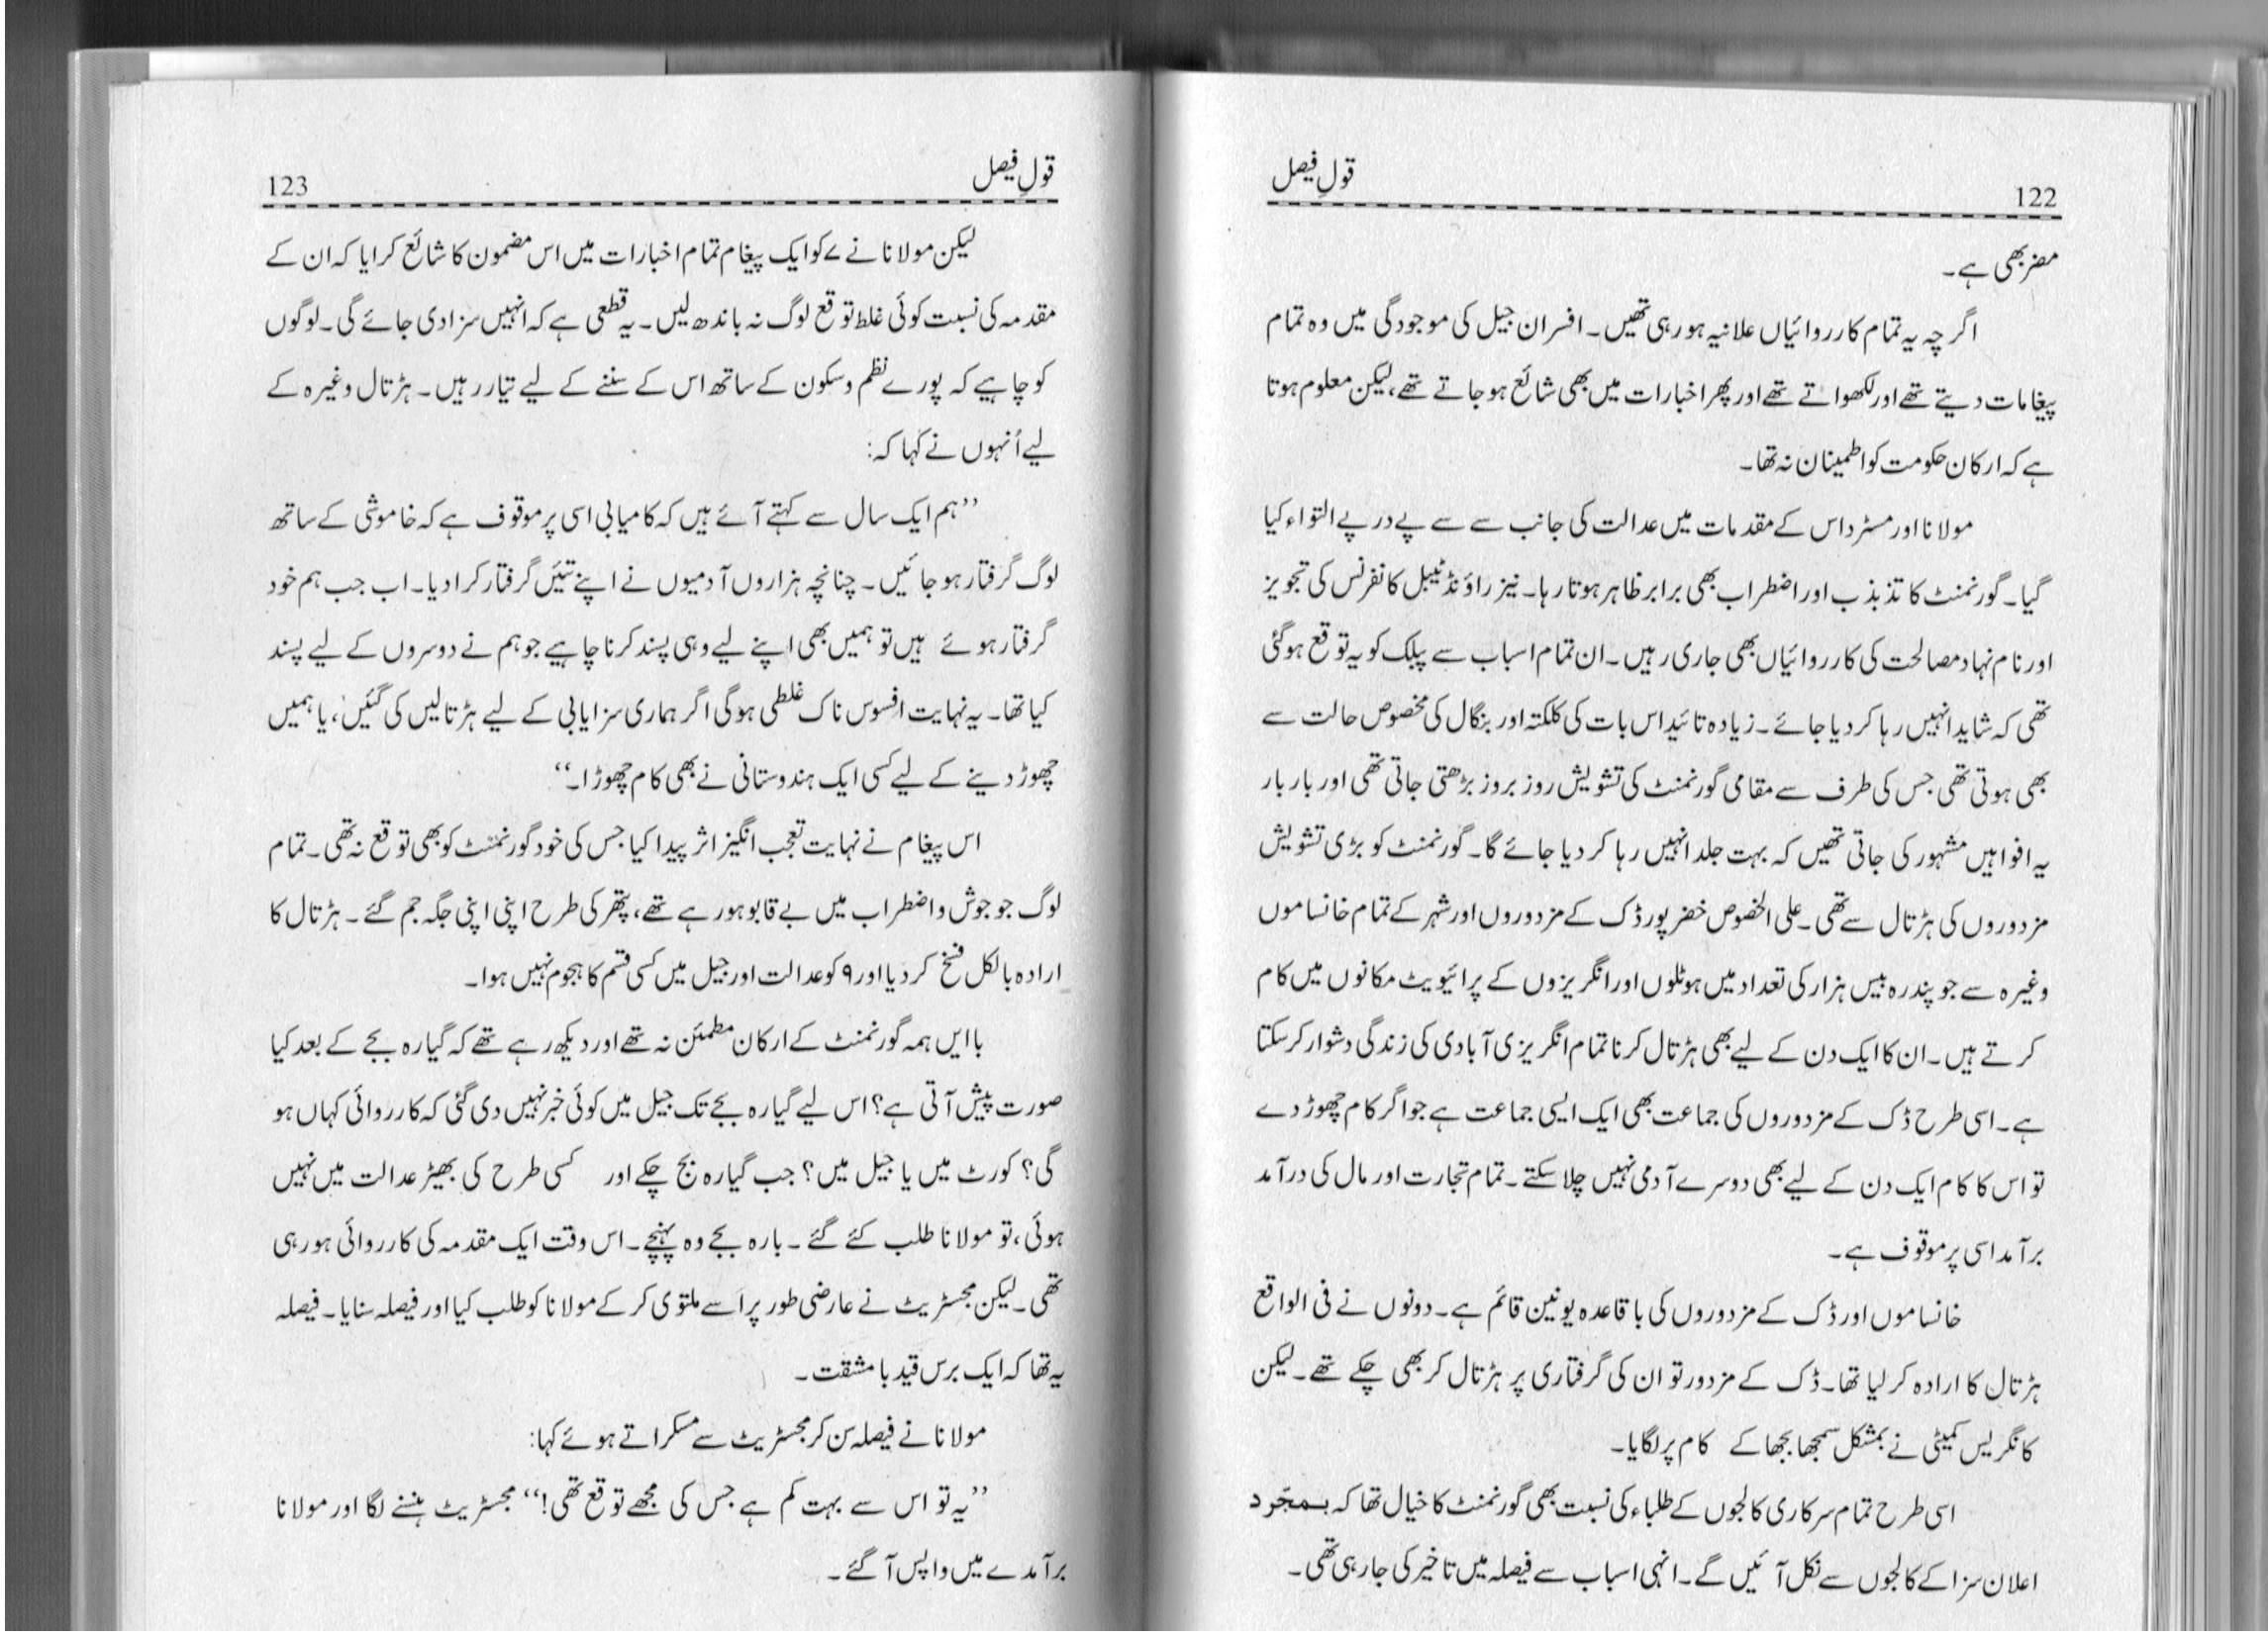 قولِ فیصل
122
مضر بھی ہے۔
اگرچہ یہ تمام کارروائیاں علانیہ ہو رہی تھیں۔ افسران جیل کی موجودگی میں وہ تمام
پیغامات دیتے تھے اور لکھواتے تھے اور پھر اخبارات میں بھی شائع ہو جاتے تھے، لیکن معلوم ہوتا
ہے کہ ارکان حکومت کو اطمینان نہ تھا۔
مولانا اور مسٹر داس کے مقدمات میں عدالت کی جانب سے سے پے در پے التواء کیا
گیا۔ گورنمنٹ کا تذبذب اور اضطراب بھی برابر ظاہر ہوتا رہا۔ نیز راؤنڈ ٹیبل کانفرنس کی تجویز
اور نام نہاد مصالحت کی کارروائیاں بھی جاری رہیں۔ ان تمام اسباب سے پبلک کو یہ توقع ہوگئی
تھی کہ شاید انہیں رہا کر دیا جائے۔ زیادہ تائید اس بات کی کلکتہ اور بنگال کی مخصوص حالت سے
بھی ہوتی تھی جس کی طرف سے مقامی گورنمنٹ کی تشویش روز بروز بڑھتی جاتی تھی اور بار بار
یہ افواہیں مشہور کی جاتی تھیں کہ بہت جلد انہیں رہا کر دیا جائے گا۔ گورنمنٹ کو بڑی تشویش
مزدوروں کی ہڑتال سے تھی۔ علی الخصوص خضر پور ڈک کے مزدوروں اور شہر کے تمام خانساموں
وغیرہ سے جو پندرہ بیس ہزار کی تعداد میں ہوٹلوں اور انگریزوں کے پرائیویٹ مکانوں میں کام
کرتے ہیں۔ ان کا ایک دن کے لیے بھی ہڑتال کرنا تمام انگریزی آبادی کی زندگی دشوار کر سکتا
ہے۔ اسی طرح ڈک کے مزدوروں کی جماعت بھی ایک ایسی جماعت ہے جو اگر کام چھوڑ دے
تو اس کا کام ایک دن کے لیے بھی دوسرے آدمی نہیں چلا سکتے۔ تمام تجارت اور مال کی درآمد
برآمد اسی پر موقوف ہے۔
خانساموں اور ڈک کے مزدوروں کی باقاعدہ یونین قائم ہے۔ دونوں نے فی الواقع
ہڑتال کا ارادہ کر لیا تھا۔ ڈک کے مزدور تو ان کی گرفتاری پر ہڑتال کر بھی چکے تھے۔ لیکن
کانگریس کمیٹی نے بمشکل سمجھا بجھا کے کام پر لگایا۔
اسی طرح تمام سرکاری کالجوں کے طلباء کی نسبت بھی گورنمنٹ کا خیال تھا کہ بمجّرد
اعلان سزا کے کالجوں سے نکل آئیں گے۔ انہی اسباب سے فیصلہ میں تاخیر کی جارہی تھی۔
قولِ فیصل
123
لیکن مولانا نے ۷ کو ایک پیغام تمام اخبارات میں اس مضمون کا شائع کرایا کہ ان کے
مقدمہ کی نسبت کوئی غلط توقع لوگ نہ باندھ لیں۔ یہ قطعی ہے کہ انہیں سزا دی جائے گی۔ لوگوں
کو چاہیے کہ پورے نظم و سکون کے ساتھ اس کے سننے کے لیے تیار رہیں۔ ہڑتال وغیرہ کے
لیے اُنہوں نے کہا کہ:
’’ہم ایک سال سے کہتے آئے ہیں کہ کامیابی اسی پر موقوف ہے کہ خاموشی کے ساتھ
لوگ گرفتار ہو جائیں۔ چنانچہ ہزاروں آدمیوں نے اپنے تئیں گرفتار کرا دیا۔ اب جب ہم خود
گرفتار ہوئے ہیں تو ہمیں بھی اپنے لیے وہی پسند کرنا چاہیے جو ہم نے دوسروں کے لیے پسند
کیا تھا۔ یہ نہایت افسوس ناک غلطی ہوگی اگر ہماری سزایابی کے لیے ہڑتالیں کی گئیں، یا ہمیں
چھوڑ دینے کے لیے کسی ایک ہندوستانی نے بھی کام چھوڑا۔‘‘
اس پیغام نے نہایت تعجب انگیز اثر پیدا کیا جس کی خود گورنمنٹ کو بھی توقع نہ تھی۔ تمام
لوگ جو جوش و اضطراب میں بے قابو ہو رہے تھے، پتھر کی طرح اپنی اپنی جگہ جم گئے۔ ہڑتال کا
ارادہ بالکل فسخ کر دیا اور ۹ کو عدالت اور جیل میں کسی قسم کا ہجوم نہیں ہوا۔
با ایں ہمہ گورنمنٹ کے ارکان مطمئن نہ تھے اور دیکھ رہے تھے کہ گیارہ بجے کے بعد کیا
صورت پیش آتی ہے؟ اس لیے گیارہ بجے تک جیل میں کوئی خبر نہیں دی گئی کہ کارروائی کہاں ہو
گی؟ کورٹ میں یا جیل میں؟ جب گیارہ بج چکے اور کسی طرح کی بھیڑ عدالت میں نہیں
ہوئی، تو مولانا طلب کئے گئے۔ بارہ بجے وہ پہنچے۔ اس وقت ایک مقدمہ کی کارروائی ہو رہی
تھی۔ لیکن مجسٹریٹ نے عارضی طور پر اسے ملتوی کر کے مولانا کو طلب کیا اور فیصلہ سنایا۔ فیصلہ
یہ تھا کہ ایک برس قید با مشقت۔
مولانا نے فیصلہ سن کر مجسٹریٹ سے مسکراتے ہوئے کہا:
’’یہ تو اس سے بہت کم ہے جس کی مجھے توقع تھی!‘‘ مجسٹریٹ ہنسنے لگا اور مولانا
برآمدے میں واپس آگئے۔